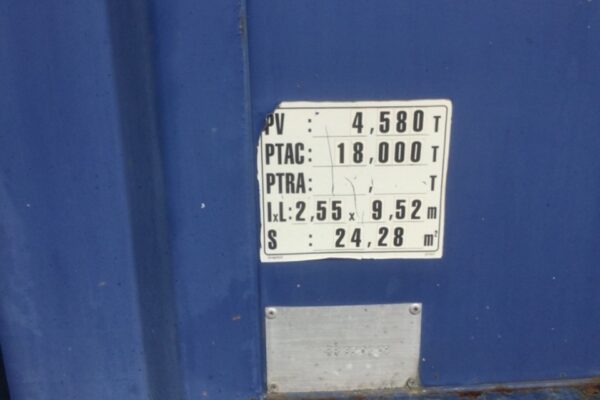 PV : 4,580 T
PTAC: 18,000 T
PTRA: , T
IxL: 2,55 x 9,52 m
S : 24,28 m²